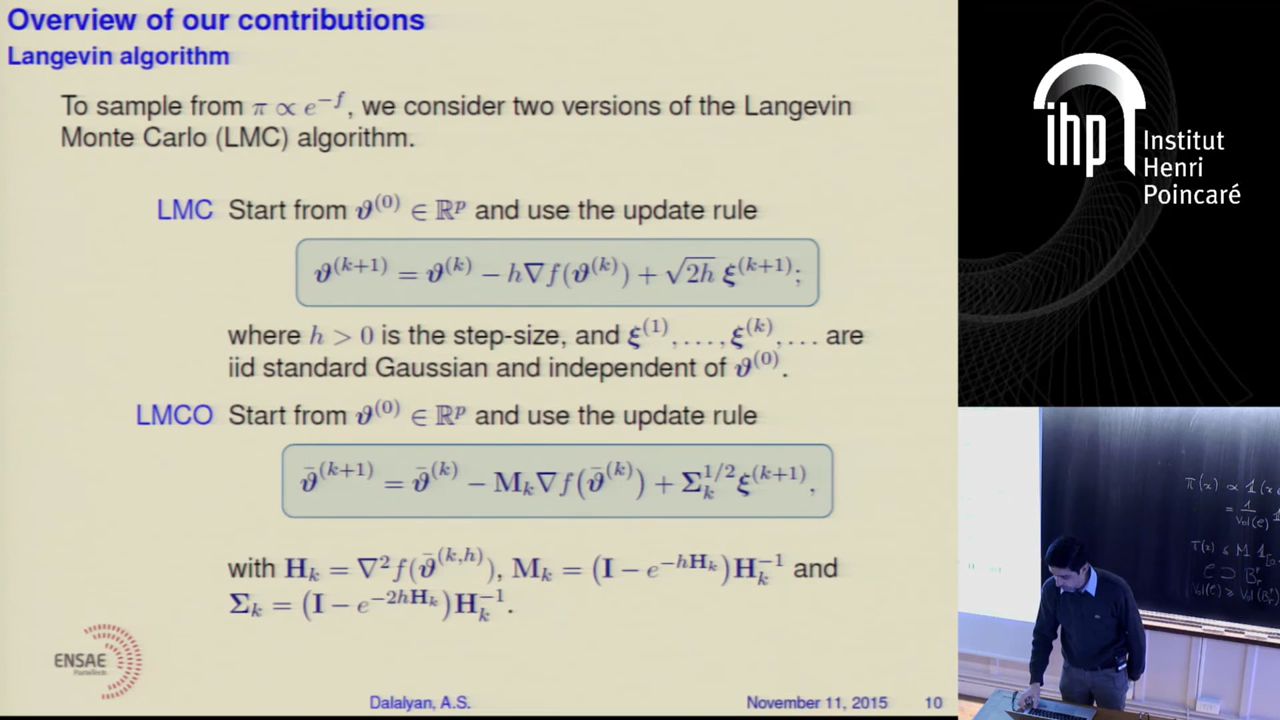 Overview of our contributions
Langevin algorithm
To sample from π ∝ e^{−f}, we consider two versions of the Langevin
Monte Carlo (LMC) algorithm.
LMC Start from ϑ^{(0)} ∈ ℝ^p and use the update rule
ϑ^{(k+1)} = ϑ^{(k)} − h∇f(ϑ^{(k)}) + √2h ξ^{(k+1)};
where h > 0 is the step-size, and ξ^{(1)}, . . . , ξ^{(k)}, . . . are
iid standard Gaussian and independent of ϑ^{(0)}.
LMCO Start from ϑ^{(0)} ∈ ℝ^p and use the update rule
ϑ̄^{(k+1)} = ϑ̄^{(k)} − M_k∇f(ϑ̄^{(k)}) + Σ_k^{1/2}ξ^{(k+1)},
with H_k = ∇²f(ϑ̄^{(k,h)}), M_k = (I − e^{−hH_k})H_k^{−1} and
Σ_k = (I − e^{−2hH_k})H_k^{−1}.
ENSAE
Dalalyan, A.S. November 11, 2015 10
ihp
Institut
Henri
Poincaré
π(x) ∝ 1(x